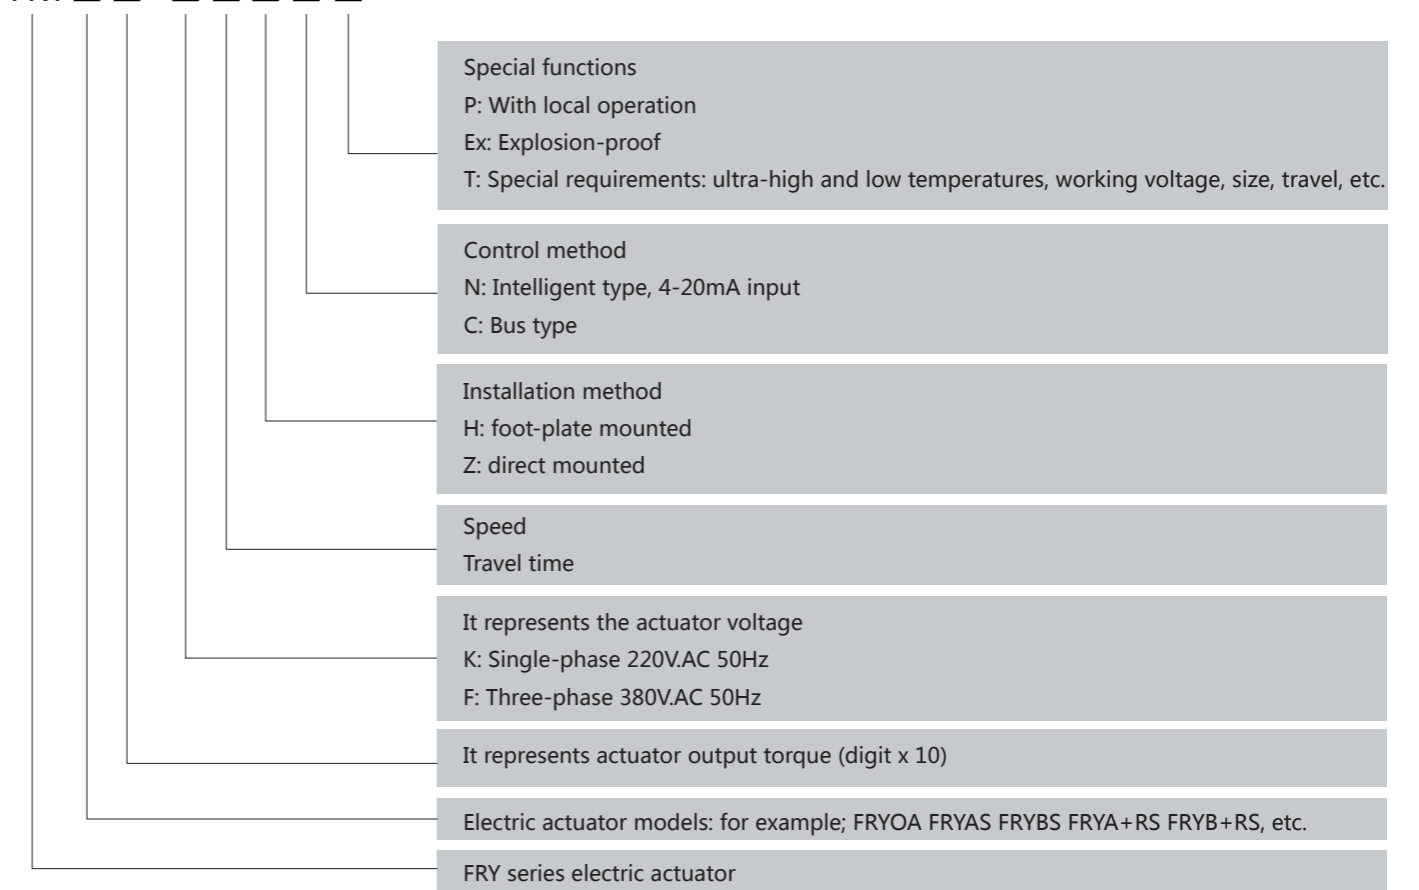 Special functions
P: With local operation
Ex: Explosion-proof
T: Special requirements: ultra-high and low temperatures, working voltage, size, travel, etc.
Control method
N: Intelligent type, 4-20mA input
C: Bus type
Installation method
H: foot-plate mounted
Z: direct mounted
Speed
Travel time
It represents the actuator voltage
K: Single-phase 220V.AC 50Hz
F: Three-phase 380V.AC 50Hz
It represents actuator output torque (digit x 10)
Electric actuator models: for example; FRYOA FRYAS FRYBS FRYA+RS FRYB+RS, etc.
FRY series electric actuator